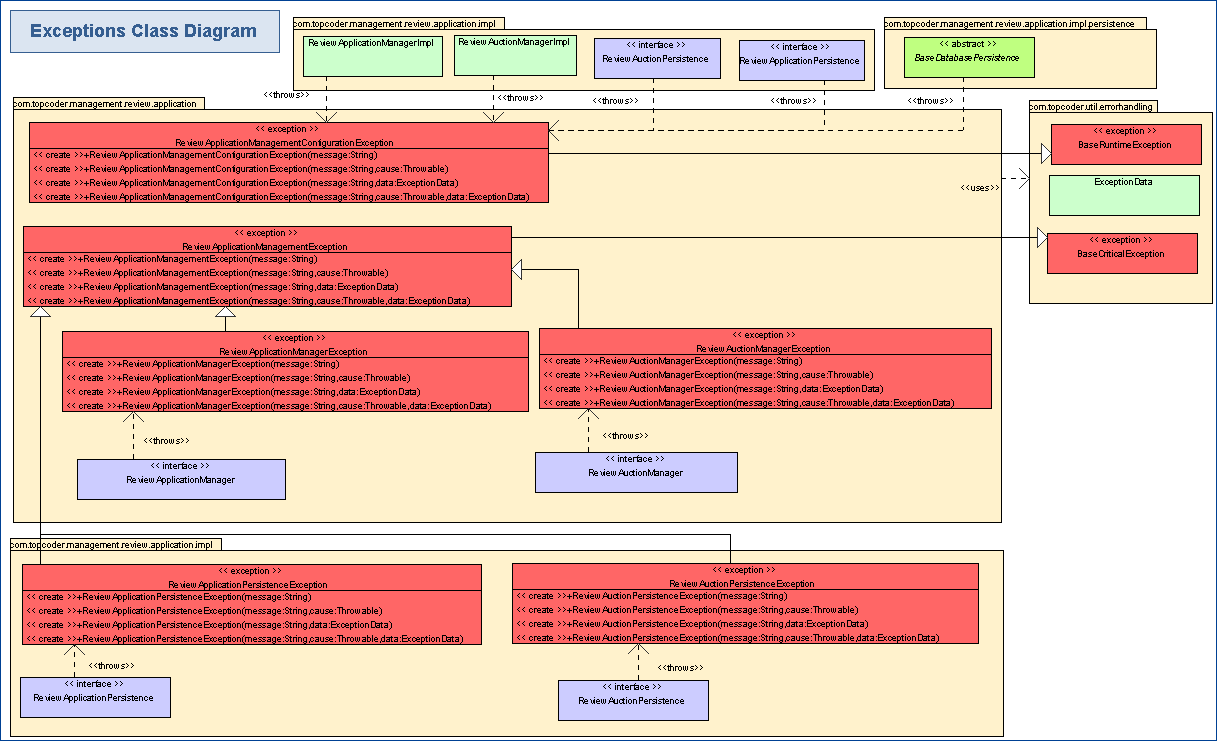 Exceptions Class Diagram
com.topcoder.management.review.application.impl
ReviewApplicationManagerImpl
ReviewAuctionManagerImpl
<< interface >>
ReviewAuctionPersistence
<< interface >>
ReviewApplicationPersistence
com.topcoder.management.review.application.impl.persistence
<< abstract >>
BaseDatabasePersistence
<<throws>>
<<throws>>
<<throws>>
<<throws>>
<<throws>>
com.topcoder.management.review.application
<< exception >>
ReviewApplicationManagementConfigurationException
<< create >>+ReviewApplicationManagementConfigurationException(message:String)
<< create >>+ReviewApplicationManagementConfigurationException(message:String,cause:Throwable)
<< create >>+ReviewApplicationManagementConfigurationException(message:String,data:ExceptionData)
<< create >>+ReviewApplicationManagementConfigurationException(message:String,cause:Throwable,data:ExceptionData)
com.topcoder.util.errorhandling
<< exception >>
BaseRuntimeException
ExceptionData
<<uses>>
<< exception >>
BaseCriticalException
<< exception >>
ReviewApplicationManagementException
<< create >>+ReviewApplicationManagementException(message:String)
<< create >>+ReviewApplicationManagementException(message:String,cause:Throwable)
<< create >>+ReviewApplicationManagementException(message:String,data:ExceptionData)
<< create >>+ReviewApplicationManagementException(message:String,cause:Throwable,data:ExceptionData)
<< exception >>
ReviewApplicationManagerException
<< create >>+ReviewApplicationManagerException(message:String)
<< create >>+ReviewApplicationManagerException(message:String,cause:Throwable)
<< create >>+ReviewApplicationManagerException(message:String,data:ExceptionData)
<< create >>+ReviewApplicationManagerException(message:String,cause:Throwable,data:ExceptionData)
<< exception >>
ReviewAuctionManagerException
<< create >>+ReviewAuctionManagerException(message:String)
<< create >>+ReviewAuctionManagerException(message:String,cause:Throwable)
<< create >>+ReviewAuctionManagerException(message:String,data:ExceptionData)
<< create >>+ReviewAuctionManagerException(message:String,cause:Throwable,data:ExceptionData)
<<throws>>
<<throws>>
<< interface >>
ReviewApplicationManager
<< interface >>
ReviewAuctionManager
com.topcoder.management.review.application.impl
<< exception >>
ReviewApplicationPersistenceException
<< create >>+ReviewApplicationPersistenceException(message:String)
<< create >>+ReviewApplicationPersistenceException(message:String,cause:Throwable)
<< create >>+ReviewApplicationPersistenceException(message:String,data:ExceptionData)
<< create >>+ReviewApplicationPersistenceException(message:String,cause:Throwable,data:ExceptionData)
<< exception >>
ReviewAuctionPersistenceException
<< create >>+ReviewAuctionPersistenceException(message:String)
<< create >>+ReviewAuctionPersistenceException(message:String,cause:Throwable)
<< create >>+ReviewAuctionPersistenceException(message:String,data:ExceptionData)
<< create >>+ReviewAuctionPersistenceException(message:String,cause:Throwable,data:ExceptionData)
<<throws>>
<<throws>>
<< interface >>
ReviewApplicationPersistence
<< interface >>
ReviewAuctionPersistence